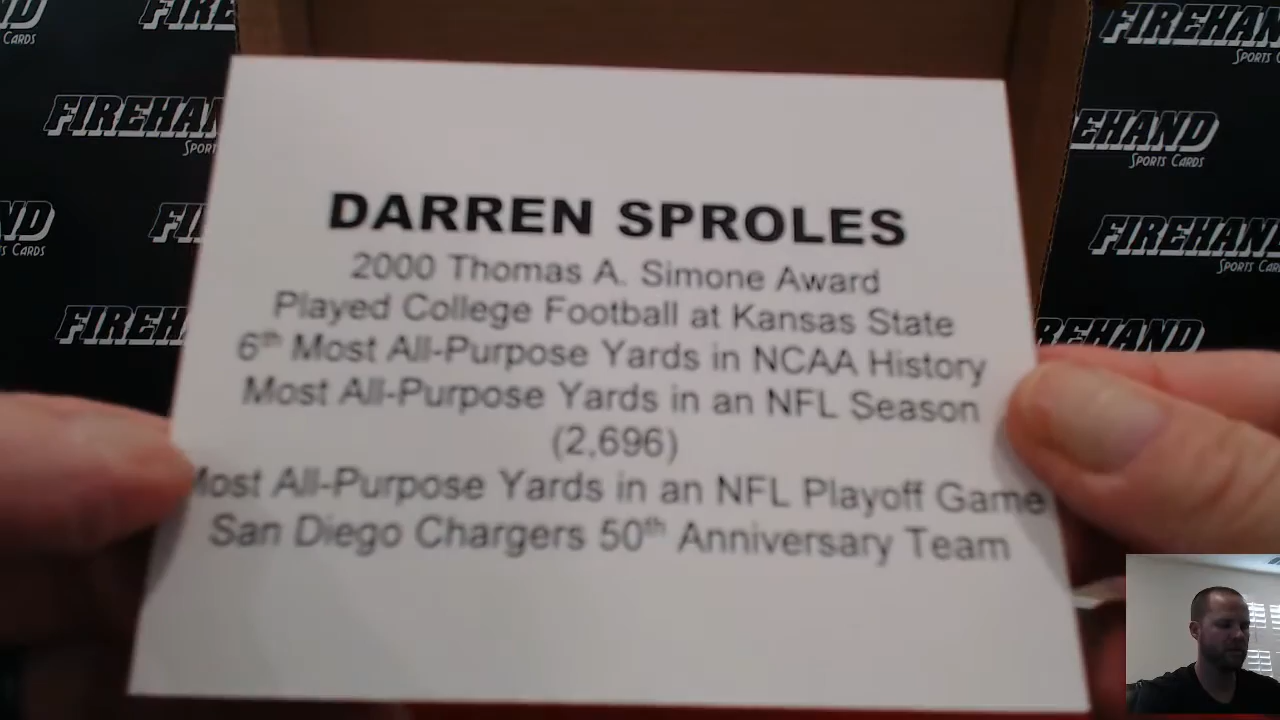 FIREHAND
SPORTS CARDS
DARREN SPROLES
2000 Thomas A. Simone Award
Played College Football at Kansas State
6th Most All-Purpose Yards in NCAA History
Most All-Purpose Yards in an NFL Season
(2,696)
Most All-Purpose Yards in an NFL Playoff Game
San Diego Chargers 50th Anniversary Team